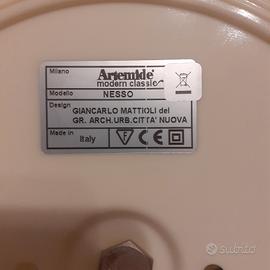 Milano
Artemide®
modern classic
Modello
NESSO
Design
GIANCARLO MATTIOLI del
GR. ARCH.URB.CITTA' NUOVA
Made in
Italy
F
CE
subito